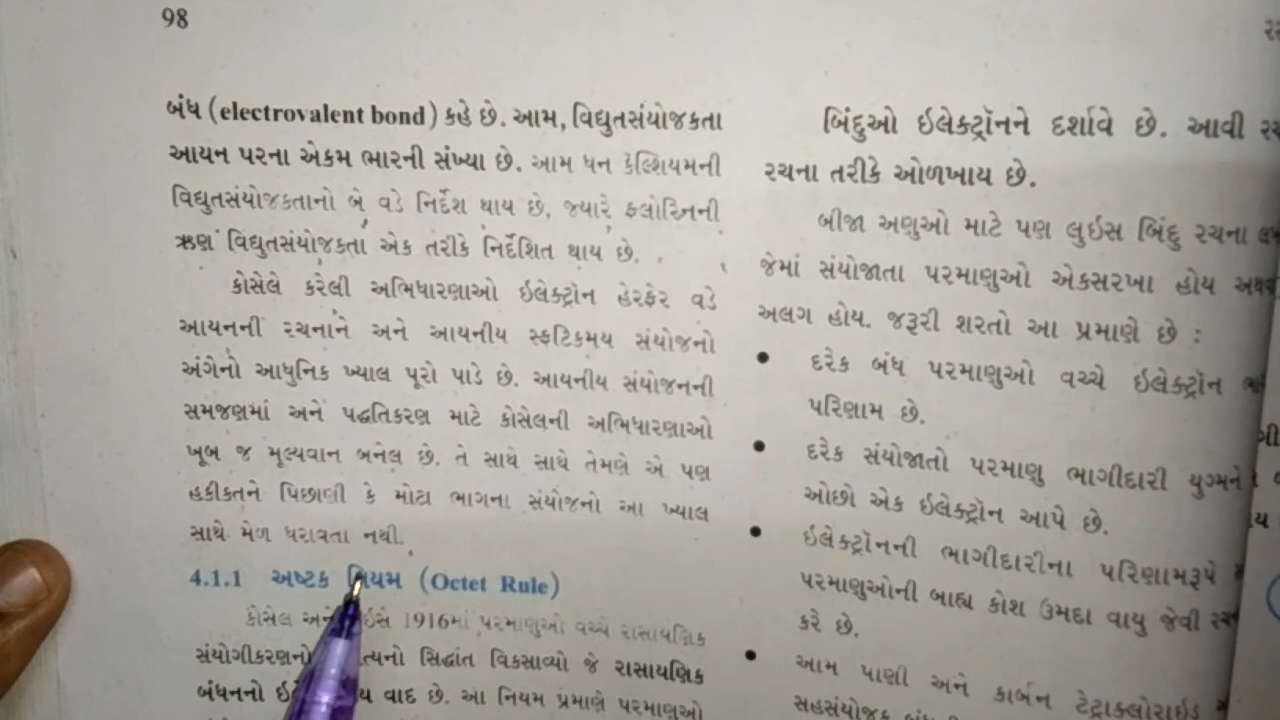 98
બંધ (electrovalent bond) કહે છે. આમ, વિદ્યુતસંયોજકતા
આયન પરના એકમ ભારની સંખ્યા છે. આમ ધન કેલ્શિયમની
વિદ્યુતસંયોજકતાનો બે વડે નિર્દેશ થાય છે, જ્યારે ફ્લોરિનની
ઋણ વિદ્યુતસંયોજકતા એક તરીકે નિર્દેશિત થાય છે.
કોસેલે કરેલી અભિધારણાઓ ઇલેક્ટ્રૉન હેરફેર વડે
આયનની રચનાને અને આયનીય સ્ફટિકમય સંયોજનો
અંગેનો આધુનિક ખ્યાલ પૂરો પાડે છે. આયનીય સંયોજનની
સમજણમાં અને પદ્ધતિકરણ માટે કોસેલની અભિધારણાઓ
ખૂબ જ મૂલ્યવાન બનેલ છે. તે સાથે સાથે તેમણે એ પણ
હકીકતને પિછાણી કે મોટા ભાગના સંયોજનો આ ખ્યાલ
સાથે મેળ ધરાવતા નથી.
4.1.1 અષ્ટક નિયમ (Octet Rule)
કોસેલ અને 1916માં પરમાણુઓ વચ્ચે રાસાયણિક
સંયોગીકરણનો સિદ્ધાંત વિકસાવ્યો જે રાસાયણિક
બંધનનો વાદ છે. આ નિયમ પ્રમાણે પરમાણુઓ
બિંદુઓ ઇલેક્ટ્રૉનને દર્શાવે છે. આવી
રચના તરીકે ઓળખાય છે.
બીજા અણુઓ માટે પણ લુઇસ બિંદુ રચના
જેમાં સંયોજાતા પરમાણુઓ એકસરખા હોય
અલગ હોય. જરૂરી શરતો આ પ્રમાણે છે :
• દરેક બંધ પરમાણુઓ વચ્ચે ઇલેક્ટ્રૉન
પરિણામ છે.
• દરેક સંયોજાતો પરમાણુ ભાગીદારી યુગ્મને
ઓછો એક ઇલેક્ટ્રૉન આપે છે.
• ઇલેક્ટ્રૉનની ભાગીદારીના પરિણામરૂપે
પરમાણુઓની બાહ્ય કોશ ઉમદા વાયુ જેવી
કરે છે.
• આમ પાણી અને કાર્બન ટેટ્રાક્લોરાઇડ